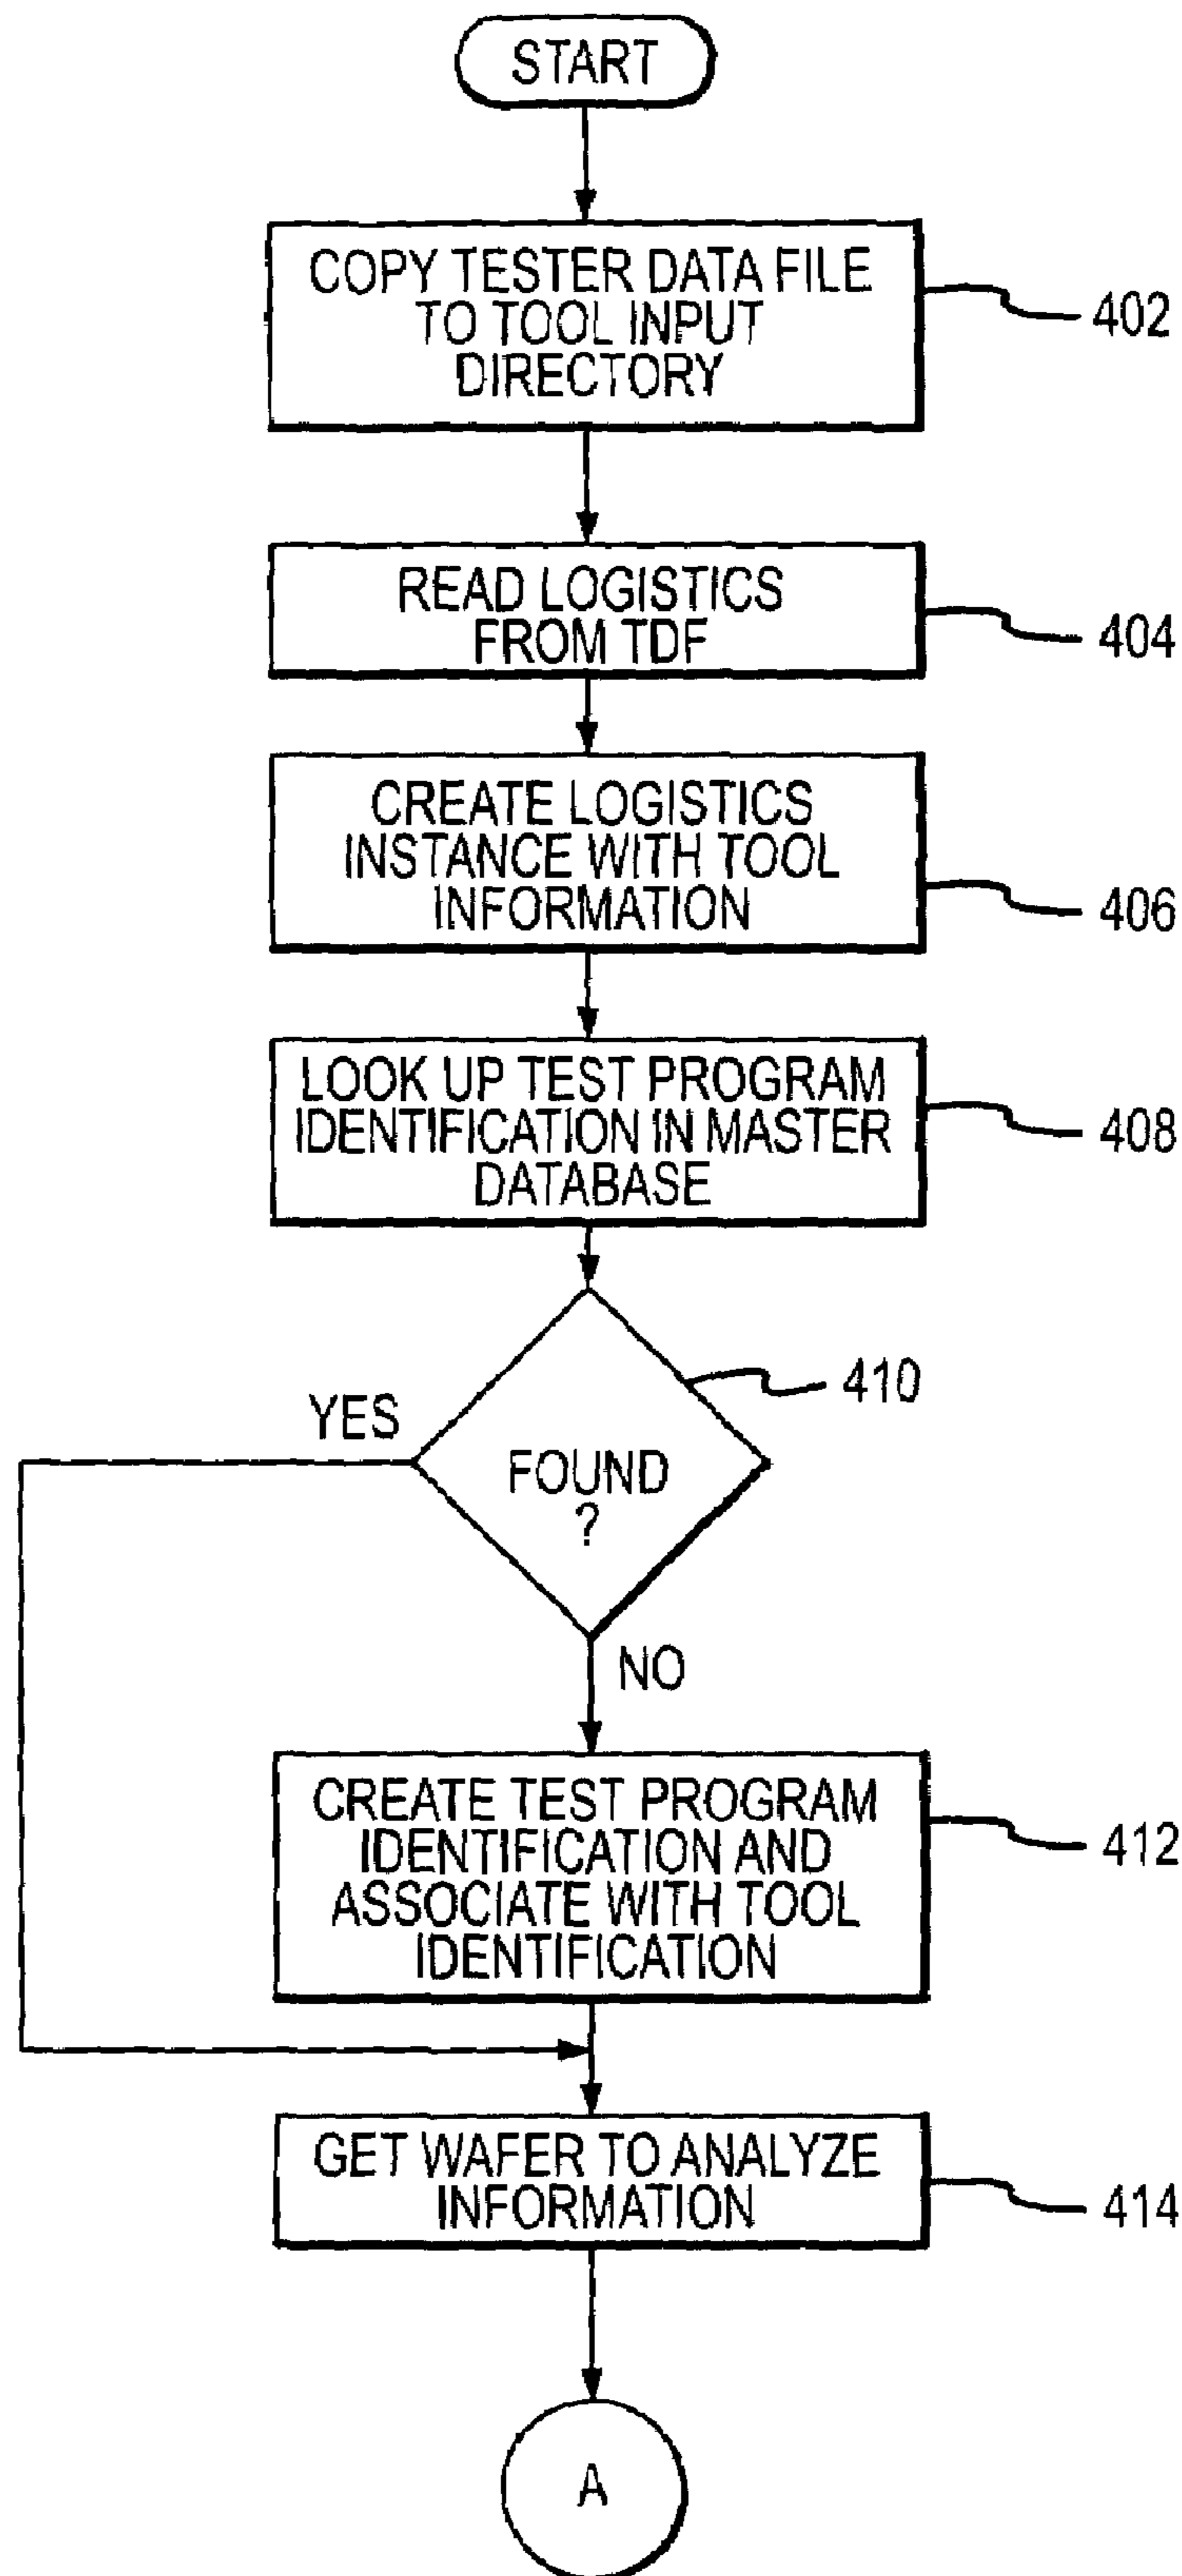 START
COPY TESTER DATA FILE
TO TOOL INPUT
DIRECTORY
402
READ LOGISTICS
FROM TDF
404
CREATE LOGISTICS
INSTANCE WITH TOOL
INFORMATION
406
LOOK UP TEST PROGRAM
IDENTIFICATION IN MASTER
DATABASE
408
410
YES
FOUND
?
NO
CREATE TEST PROGRAM
IDENTIFICATION AND
ASSOCIATE WITH TOOL
IDENTIFICATION
412
GET WAFER TO ANALYZE
INFORMATION
414
A